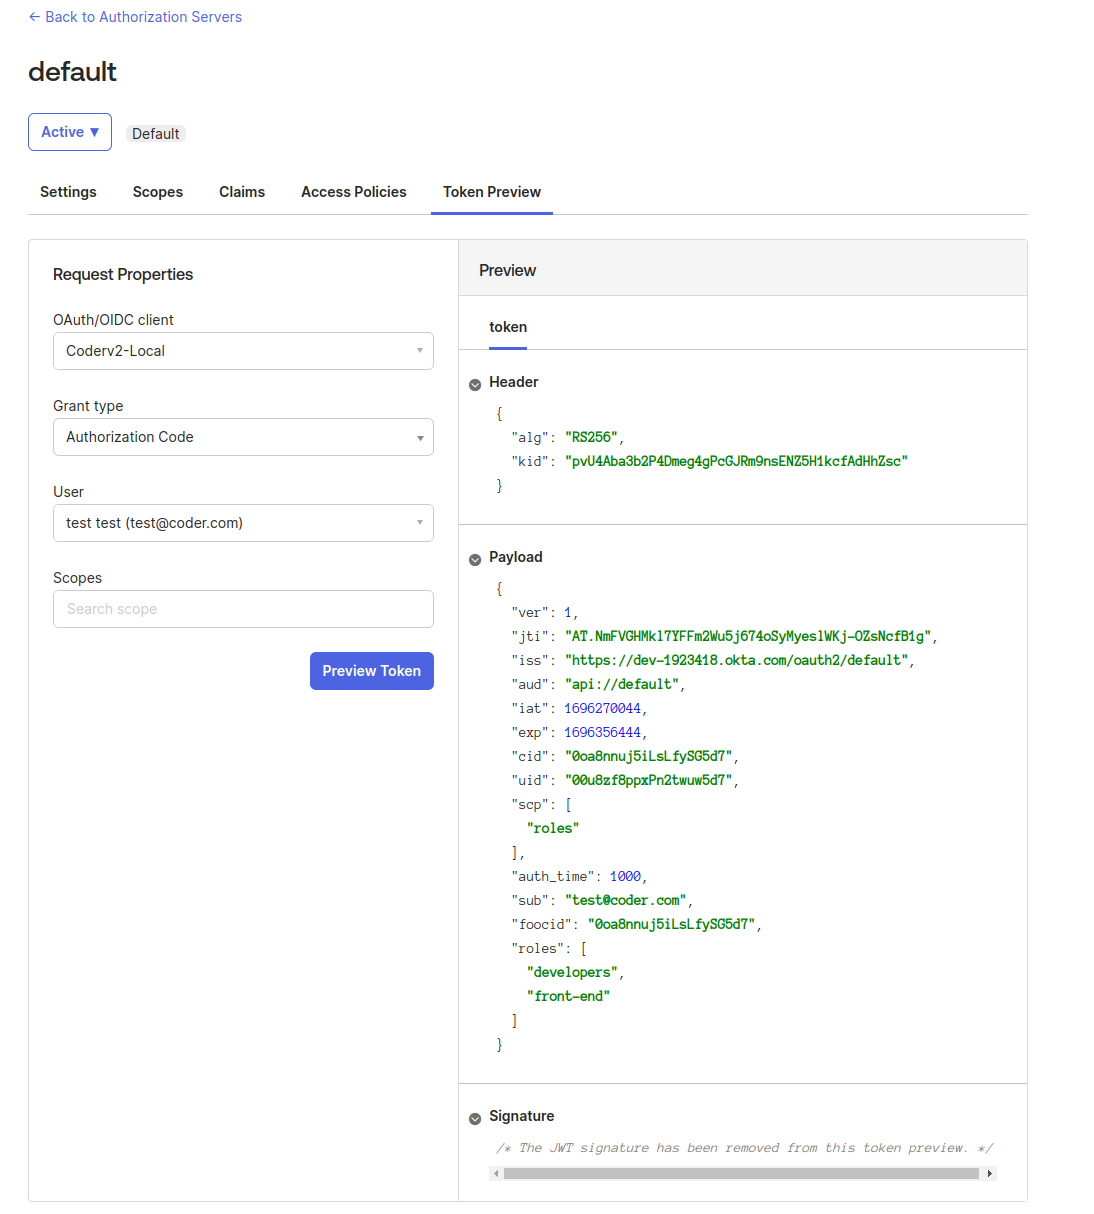 ← Back to Authorization Servers
default
Active ▼ Default
Settings Scopes Claims Access Policies Token Preview
Request Properties
OAuth/OIDC client
Coderv2-Local
Grant type
Authorization Code
User
test test (test@coder.com)
Scopes
Search scope
Preview Token
Preview
token
Header
{
"alg": "RS256",
"kid": "pvU4Aba3b2P4Dmeg4gPcGJRm9nsENZ5H1kcfAdHhZsc"
}
Payload
{
"ver": 1,
"jti": "AT.NmFVGHMkl7YFFm2Wu5j674oSyMyeslWKj-OZsNcfB1g",
"iss": "https://dev-1923418.okta.com/oauth2/default",
"aud": "api://default",
"iat": 1696270044,
"exp": 1696356444,
"cid": "0oa8nnuj5iLsLfySG5d7",
"uid": "00u8zf8ppxPn2twuw5d7",
"scp": [
"roles"
],
"auth_time": 1000,
"sub": "test@coder.com",
"foocid": "0oa8nnuj5iLsLfySG5d7",
"roles": [
"developers",
"front-end"
]
}
Signature
/* The JWT signature has been removed from this token preview. */